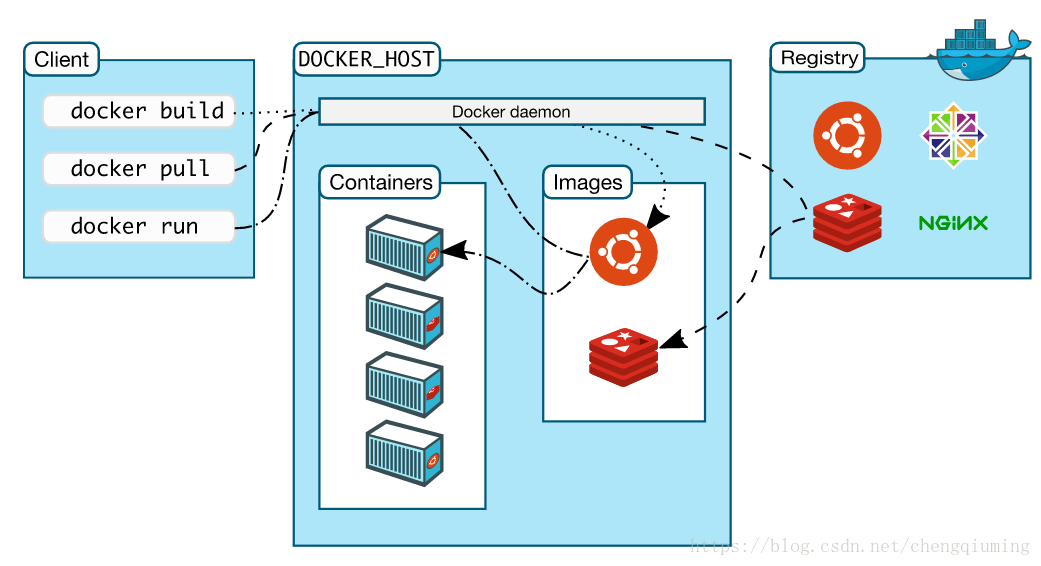 Client
docker build
docker pull
docker run
DOCKER_HOST
Docker daemon
Containers
Images
Registry
NGiNX
https://blog.csdn.net/chengqiuming